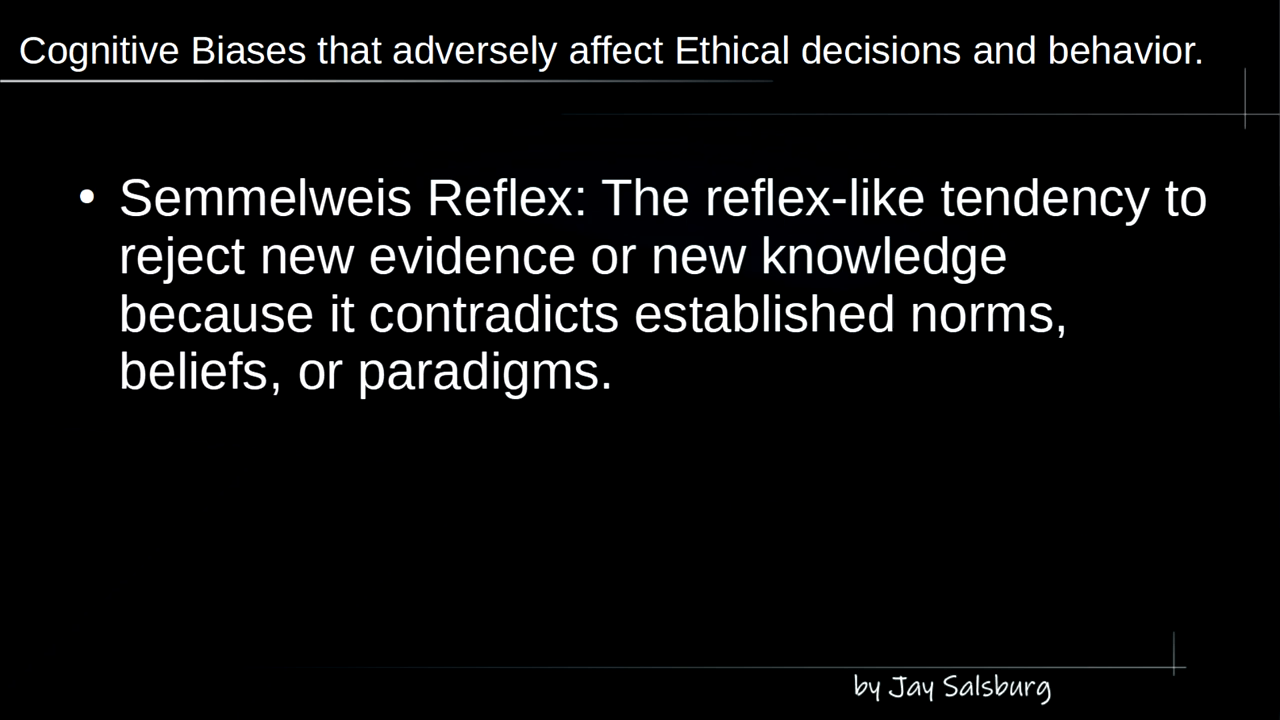 Cognitive Biases that adversely affect Ethical decisions and behavior.
• Semmelweis Reflex: The reflex-like tendency to
reject new evidence or new knowledge
because it contradicts established norms,
beliefs, or paradigms.
by Jay Salsburg